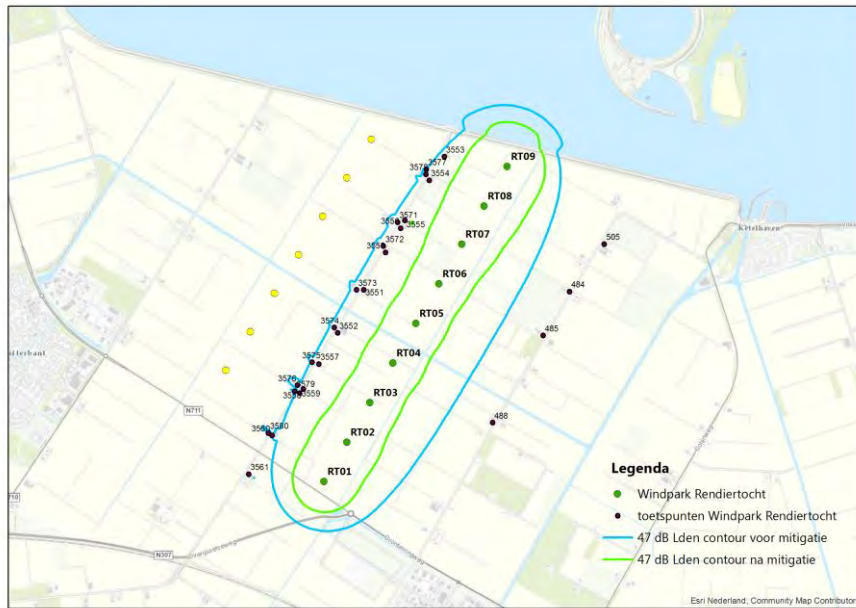 3553
3577
3554
RT09
RT08
3571
3555
505
Ketelhaven
RT07
3572
RT06
484
3573
3551
RT05
3574
3552
485
3575
3557
RT04
3576
3559
N711
RT03
488
3580
RT02
3561
RT01
N307
Legenda
Windpark Rendiertocht
toetspunten Windpark Rendiertocht
47 dB Lden contour voor mitigatie
47 dB Lden contour na mitigatie
Esri Nederland, Community Map Contributor